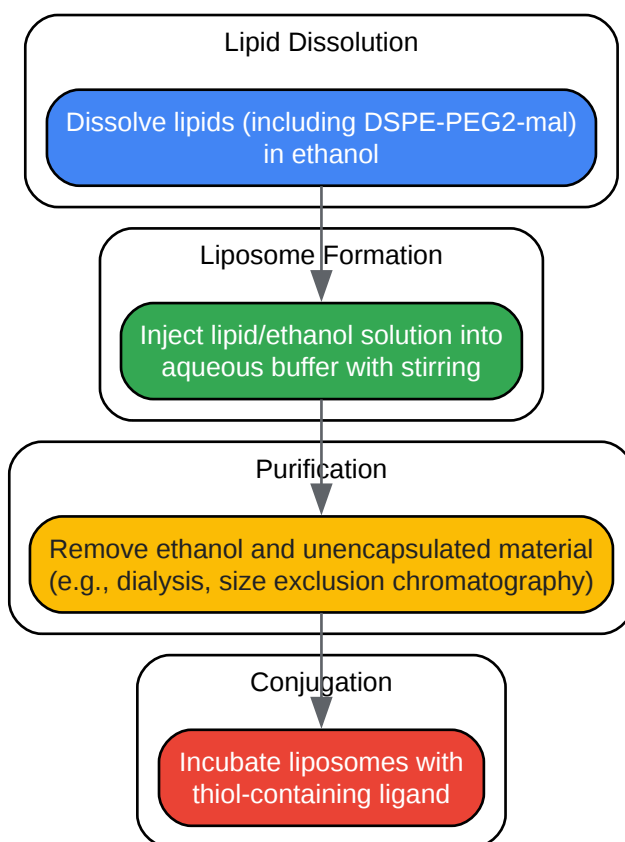 Lipid Dissolution
Dissolve lipids (including DSPE-PEG2-mal)
in ethanol
Liposome Formation
Inject lipid/ethanol solution into
aqueous buffer with stirring
Purification
Remove ethanol and unencapsulated material
(e.g., dialysis, size exclusion chromatography)
Conjugation
Incubate liposomes with
thiol-containing ligand